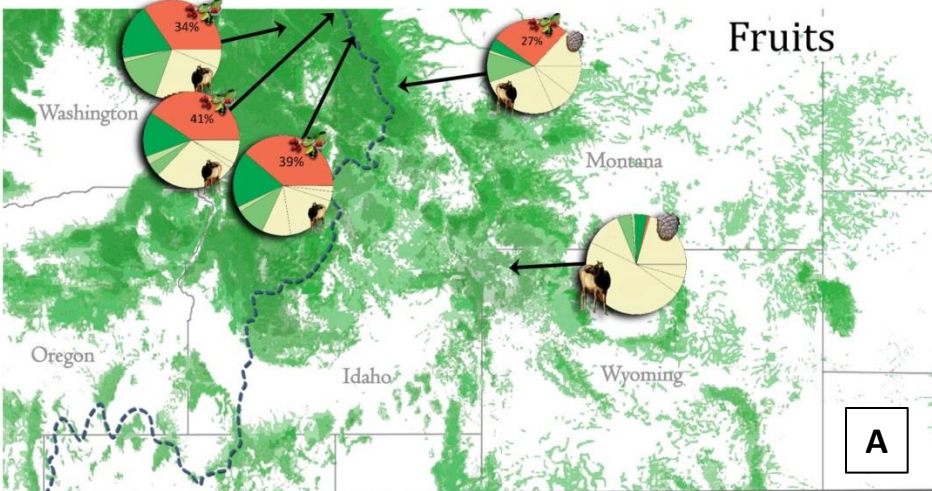 34%
27%
Fruits
Washington
41%
39%
Montana
Oregon
Idaho
Wyoming
A